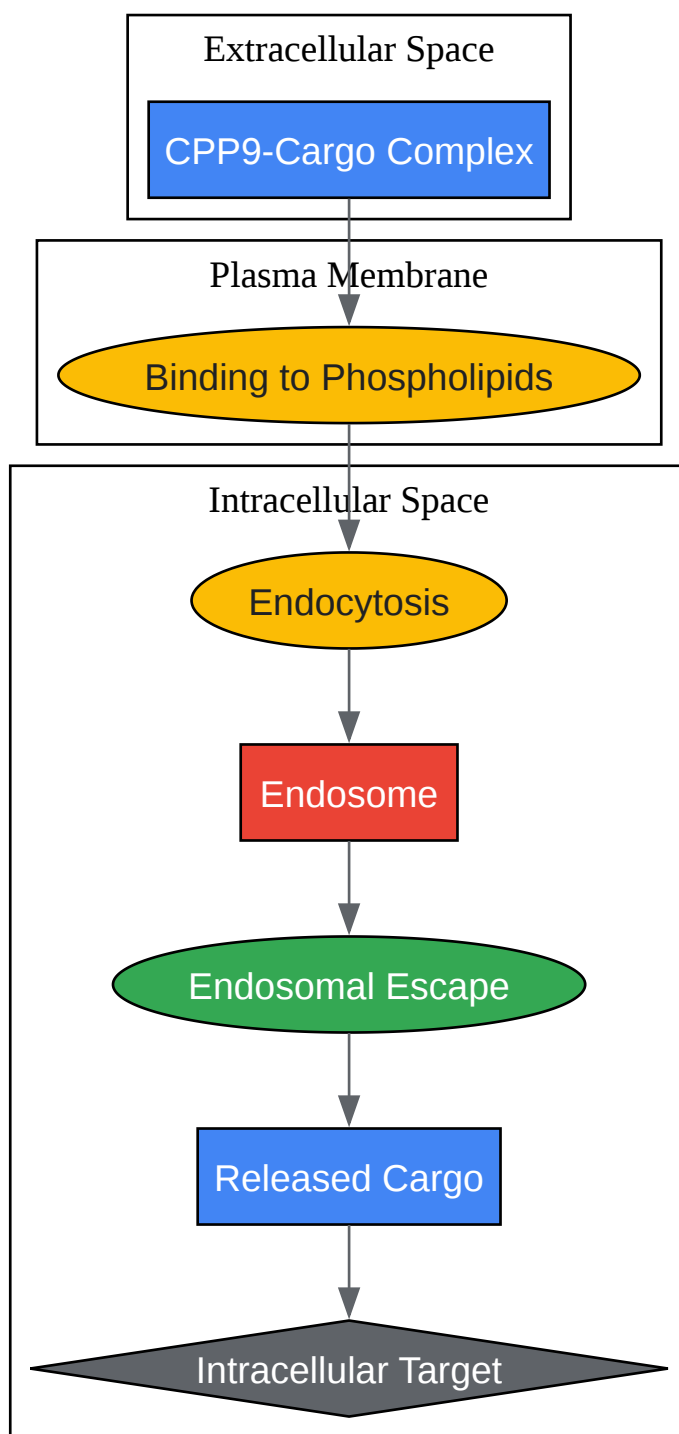 Extracellular Space
CPP9-Cargo Complex
Plasma Membrane
Binding to Phospholipids
Intracellular Space
Endocytosis
Endosome
Endosomal Escape
Released Cargo
Intracellular Target